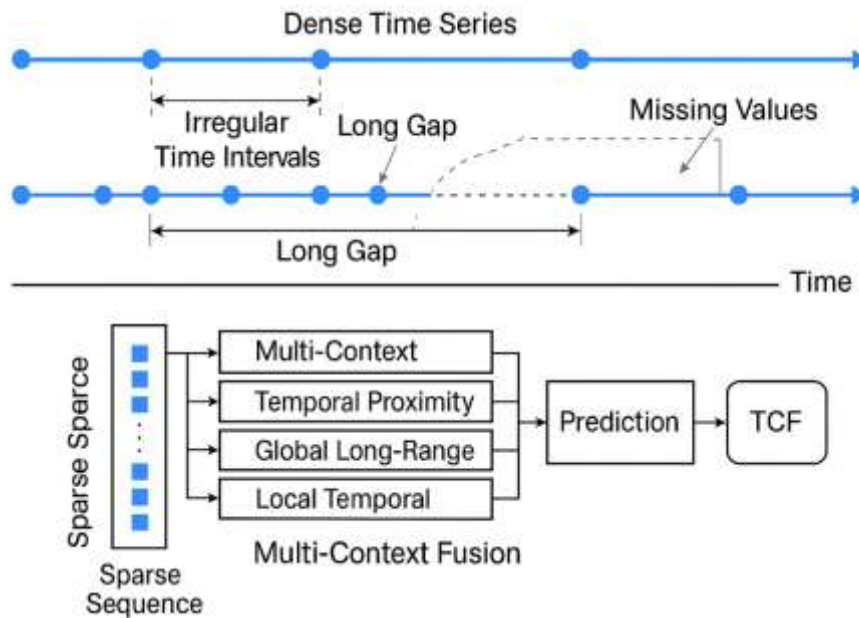 Dense Time Series
Irregular
Time Intervals
Long Gap
Missing Values
Long Gap
Time
Sparse Sparce
Multi-Context
Temporal Proximity
Global Long-Range
Local Temporal
Prediction
TCF
Multi-Context Fusion
Sparse
Sequence